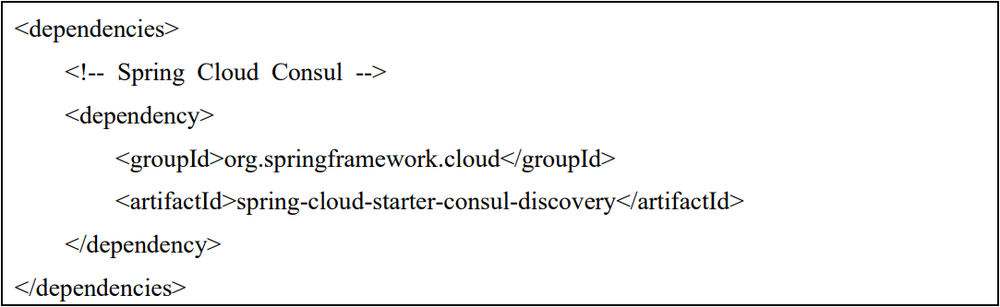 <dependencies>
<!-- Spring Cloud Consul -->
<dependency>
<groupId>org.springframework.cloud</groupId>
<artifactId>spring-cloud-starter-consul-discovery</artifactId>
</dependency>
</dependencies>